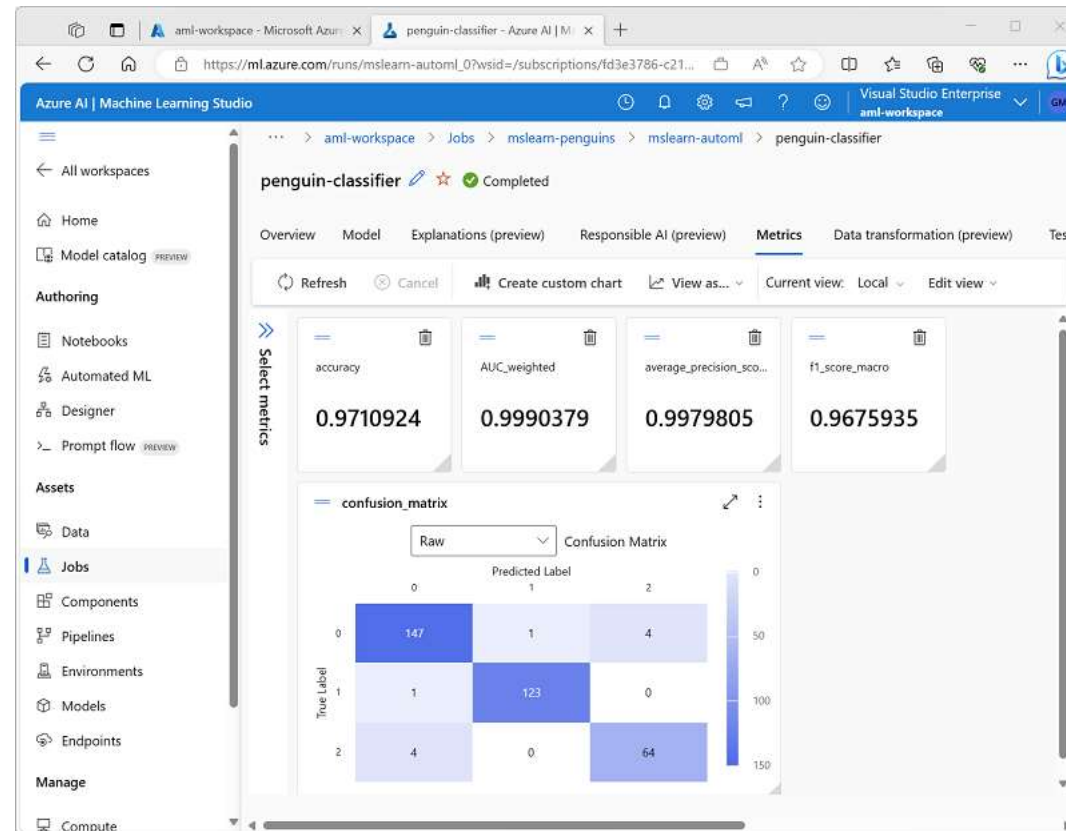 aml-workspace - Microsoft Azur
penguin-classifier - Azure AI | M
https://ml.azure.com/runs/mslearn-automl_0?wsid=/subscriptions/fd3e3786-c21...
Azure AI | Machine Learning Studio
Visual Studio Enterprise
aml-workspace
GM
All workspaces
Home
Model catalog PREVIEW
Authoring
Notebooks
Automated ML
Designer
Prompt flow PREVIEW
Assets
Data
Jobs
Components
Pipelines
Environments
Models
Endpoints
Manage
Compute
... > aml-workspace > Jobs > mslearn-penguins > mslearn-automl > penguin-classifier
penguin-classifier Completed
Overview Model Explanations (preview) Responsible AI (preview) Metrics Data transformation (preview) Tes
Refresh Cancel Create custom chart View as... Current view: Local Edit view
Select metrics
accuracy
0.9710924
AUC_weighted
0.9990379
average_precision_sco...
0.9979805
f1_score_macro
0.9675935
confusion_matrix
Raw Confusion Matrix
Predicted Label
0 1 2
True Label
0 147 1 4
1 1 123 0
2 4 0 64
0
50
100
150